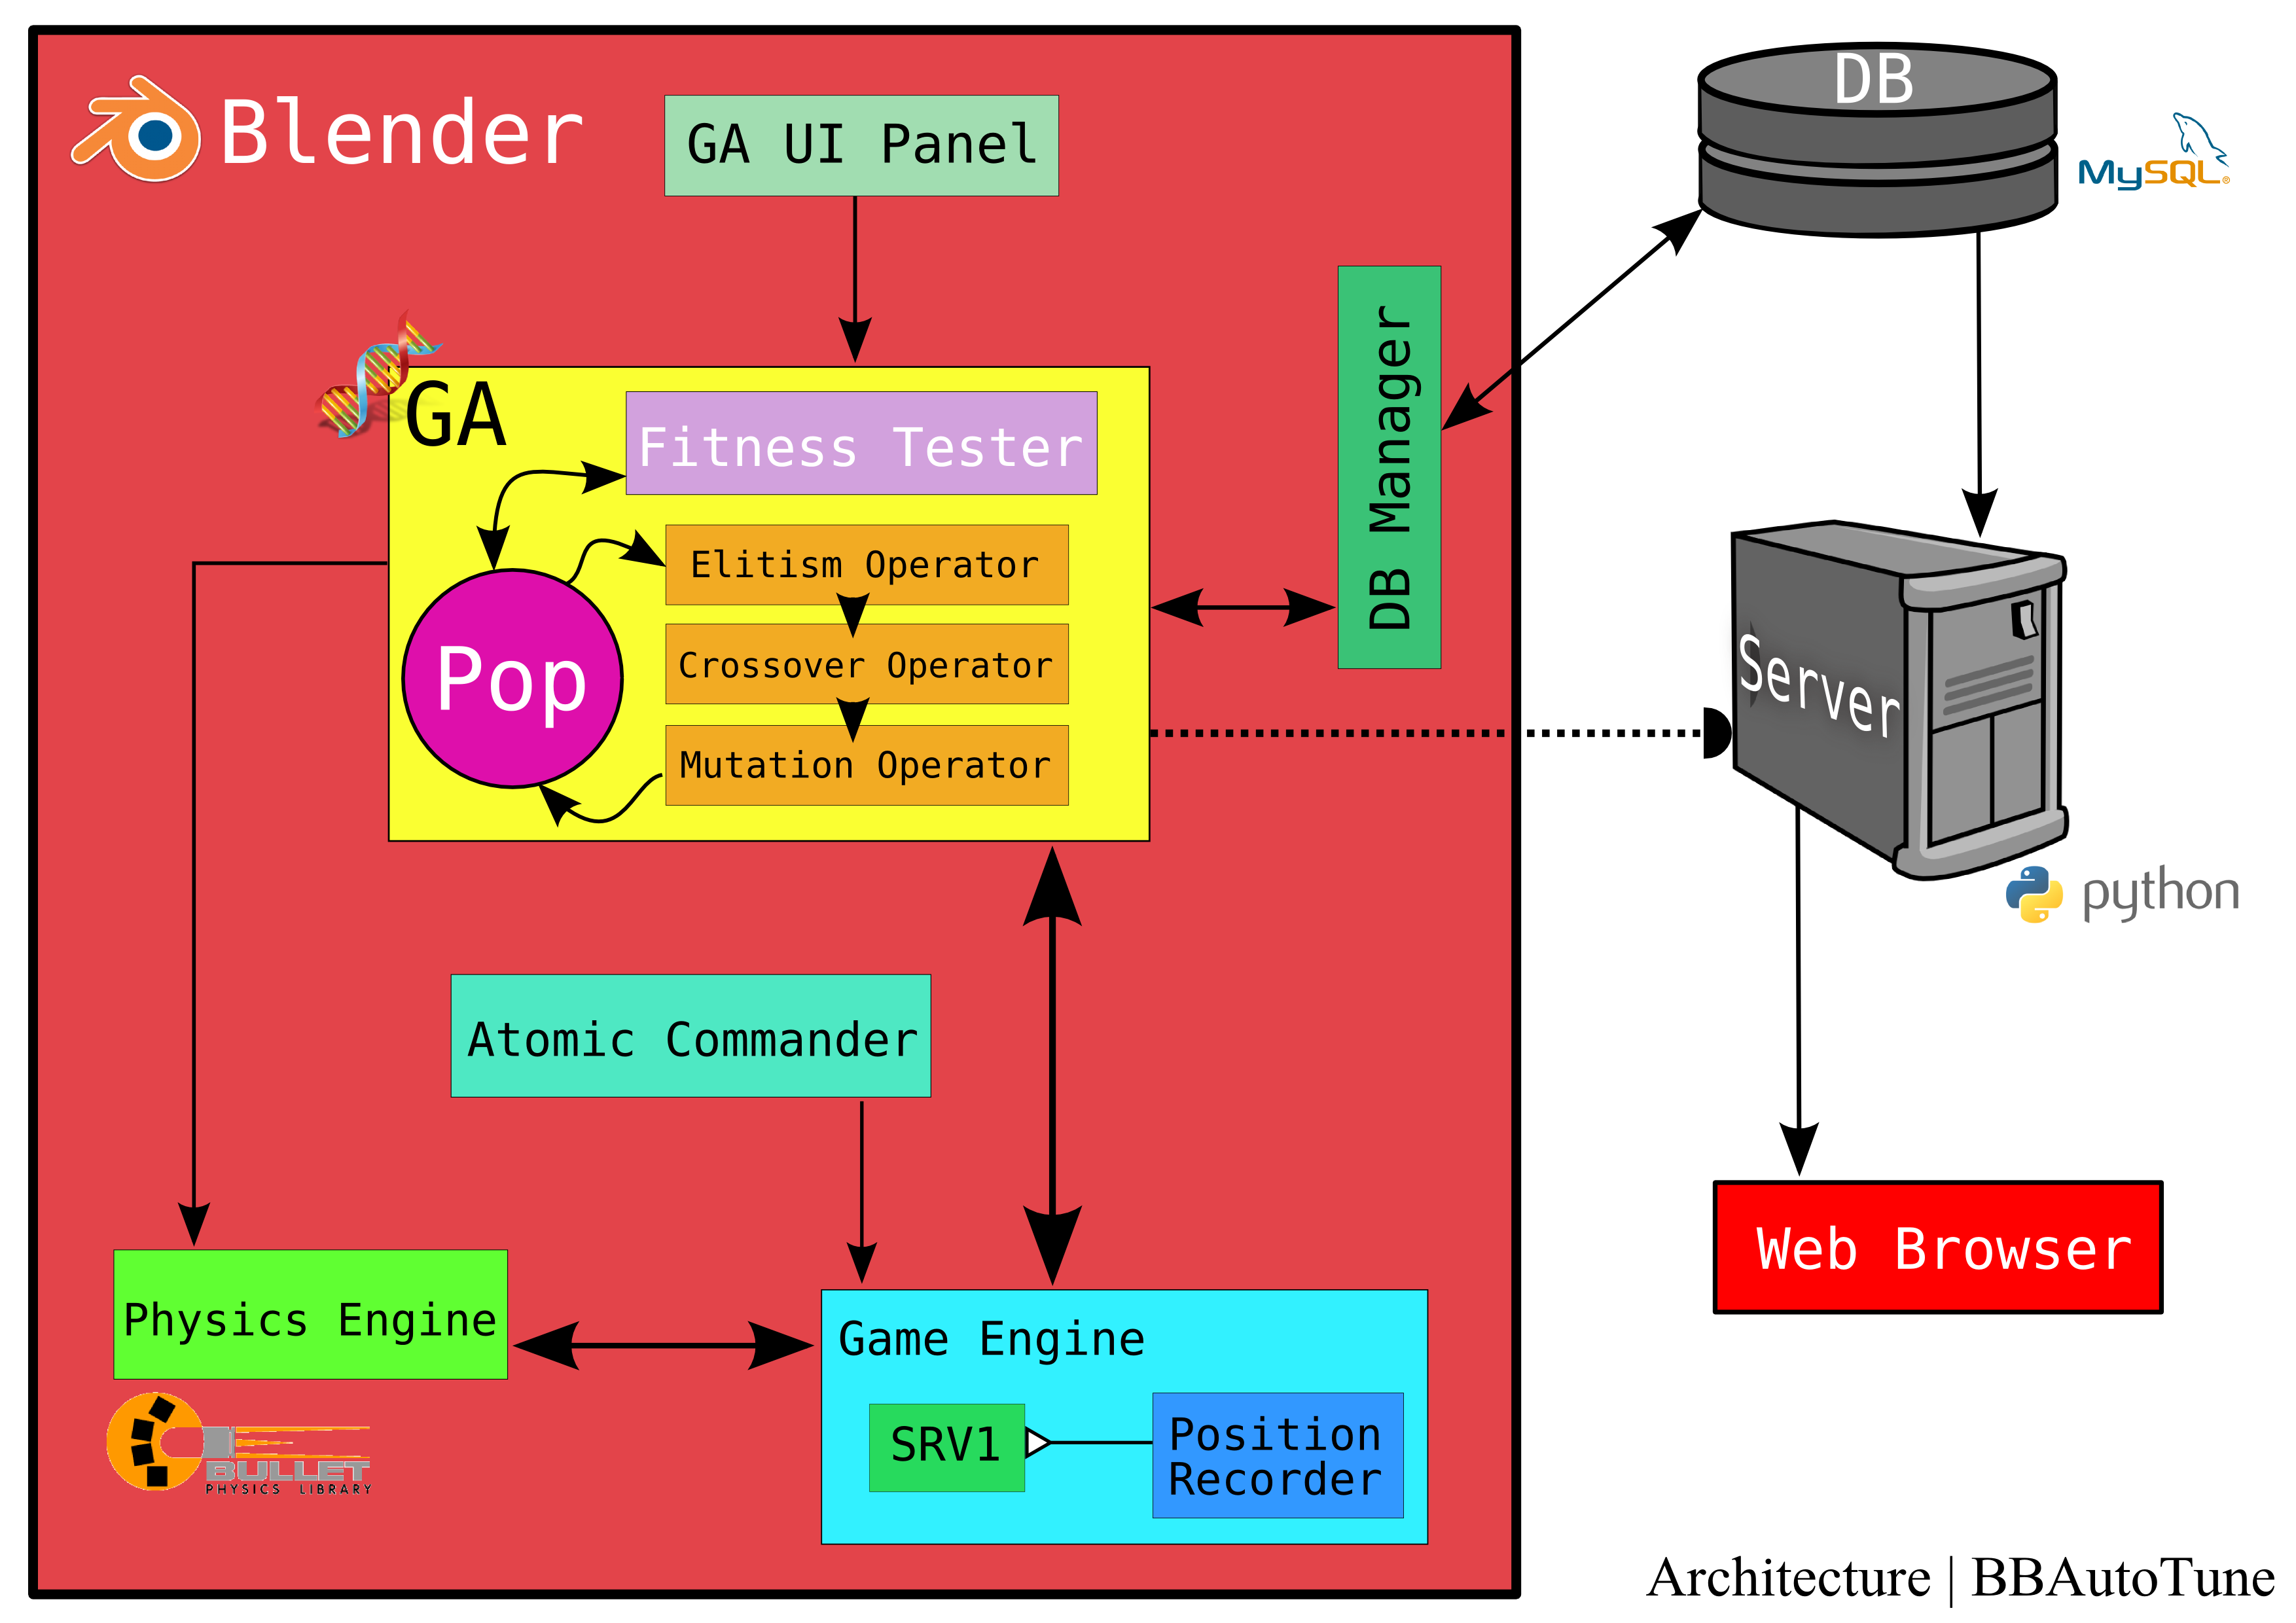 Blender
GA UI Panel
DB
MySQL®
DB Manager
GA
Fitness Tester
Elitism Operator
Crossover Operator
Mutation Operator
Pop
Server
python
Atomic Commander
Web Browser
Physics Engine
BULLET
PHYSICS LIBRARY
Game Engine
SRV1
Position
Recorder
Architecture | BBAutoTune